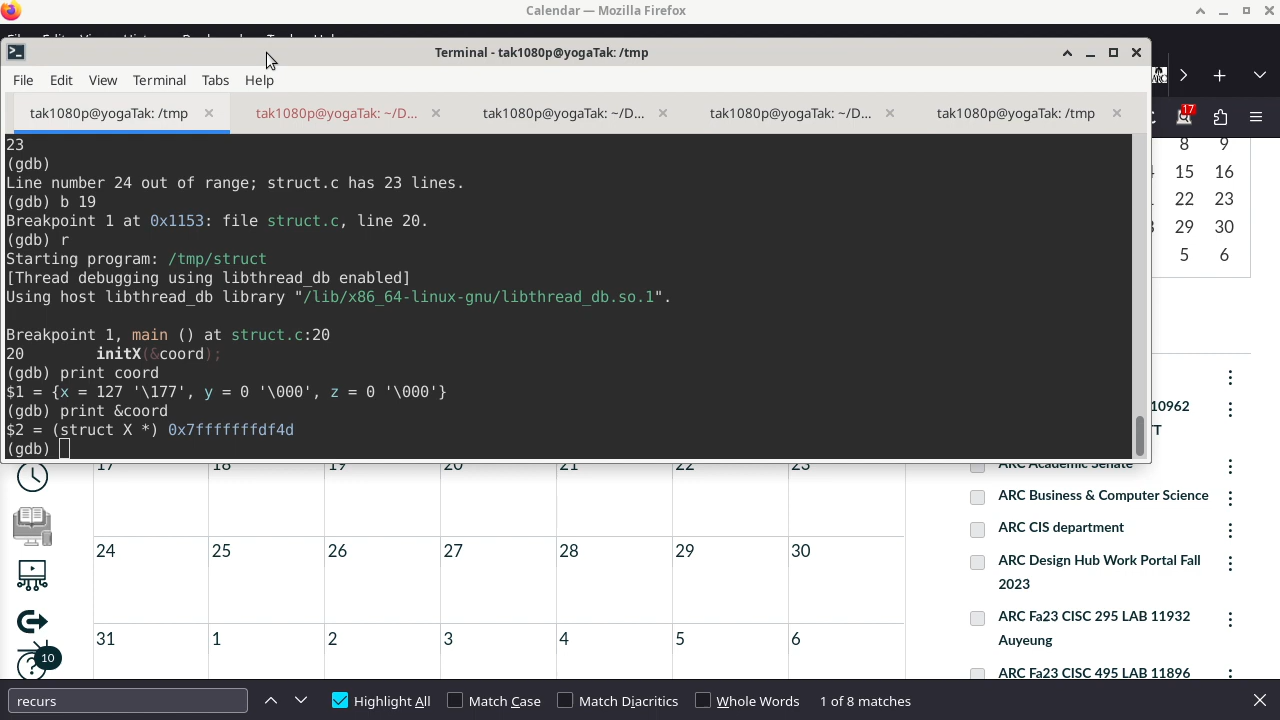 Calendar — Mozilla Firefox
Terminal - tak1080p@yogaTak: /tmp
File Edit View Terminal Tabs Help
tak1080p@yogaTak: /tmp
tak1080p@yogaTak: ~/D...
tak1080p@yogaTak: ~/D...
tak1080p@yogaTak: ~/D...
tak1080p@yogaTak: /tmp
17
23
(gdb)
Line number 24 out of range; struct.c has 23 lines.
(gdb) b 19
Breakpoint 1 at 0x1153: file struct.c, line 20.
(gdb) r
Starting program: /tmp/struct
[Thread debugging using libthread_db enabled]
Using host libthread_db library "/lib/x86_64-linux-gnu/libthread_db.so.1".
Breakpoint 1, main () at struct.c:20
20        initX(&coord);
(gdb) print coord
$1 = {x = 127 '\177', y = 0 '\000', z = 0 '\000'}
(gdb) print &coord
$2 = (struct X *) 0x7fffffffdf4d
(gdb)
8 9
15 16
22 23
29 30
5 6
10962
ARC Academic Senate
ARC Business & Computer Science
ARC CIS department
ARC Design Hub Work Portal Fall
2023
ARC Fa23 CISC 295 LAB 11932
Auyeung
ARC Fa23 CISC 495 LAB 11896
17 18 19 20 21 22 23
24 25 26 27 28 29 30
31 1 2 3 4 5 6
10
recurs
Highlight All
Match Case
Match Diacritics
Whole Words
1 of 8 matches